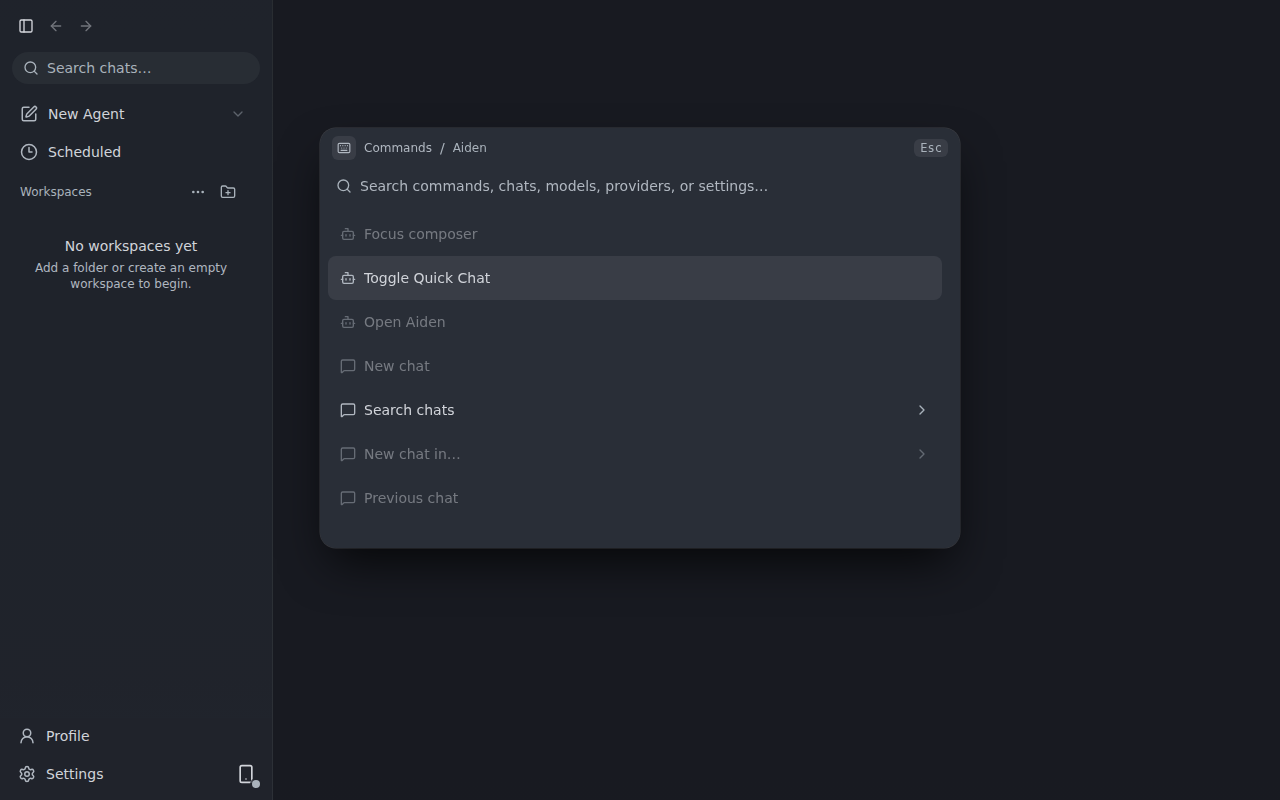 Search chats...
New Agent
Scheduled
Workspaces
No workspaces yet
Add a folder or create an empty
workspace to begin.
Profile
Settings
Commands / Aiden
Esc
Search commands, chats, models, providers, or settings...
Focus composer
Toggle Quick Chat
Open Aiden
New chat
Search chats
New chat in...
Previous chat